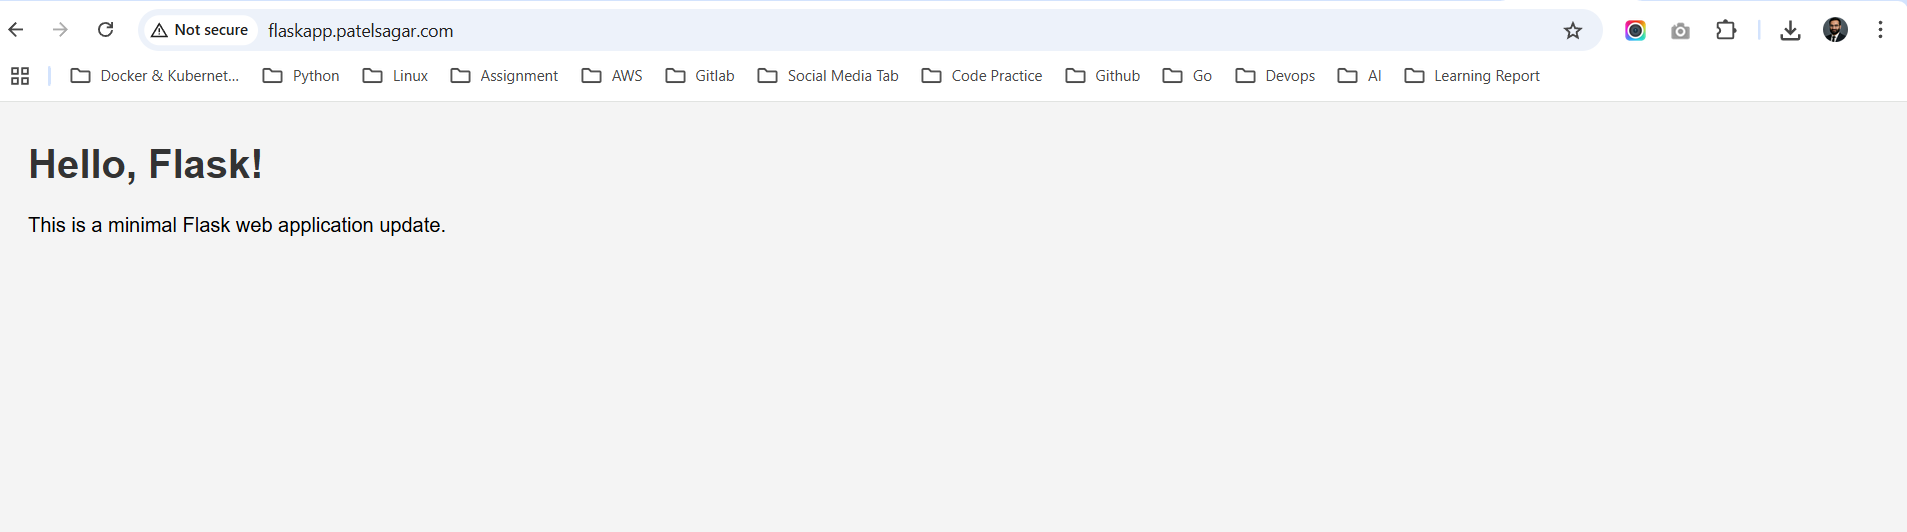 Not secure flaskapp.patelsagar.com
Docker & Kubernet... Python Linux Assignment AWS Gitlab Social Media Tab Code Practice Github Go Devops AI Learning Report
Hello, Flask!
This is a minimal Flask web application update.